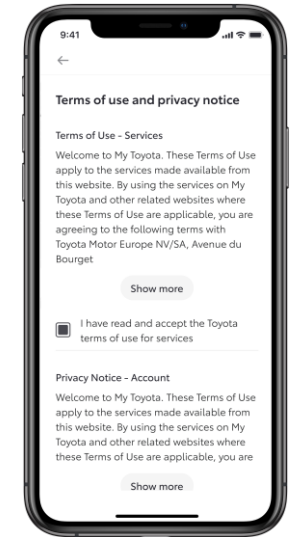 9:41
Terms of use and privacy notice
Terms of Use - Services
Welcome to My Toyota. These Terms of Use
apply to the services made available from
this website. By using the services on My
Toyota and other related websites where
these Terms of Use are applicable, you are
agreeing to the following terms with
Toyota Motor Europe NV/SA, Avenue du
Bourget
Show more
I have read and accept the Toyota
terms of use for services
Privacy Notice - Account
Welcome to My Toyota. These Terms of Use
apply to the services made available from
this website. By using the services on My
Toyota and other related websites where
these Terms of Use are applicable, you are
Show more